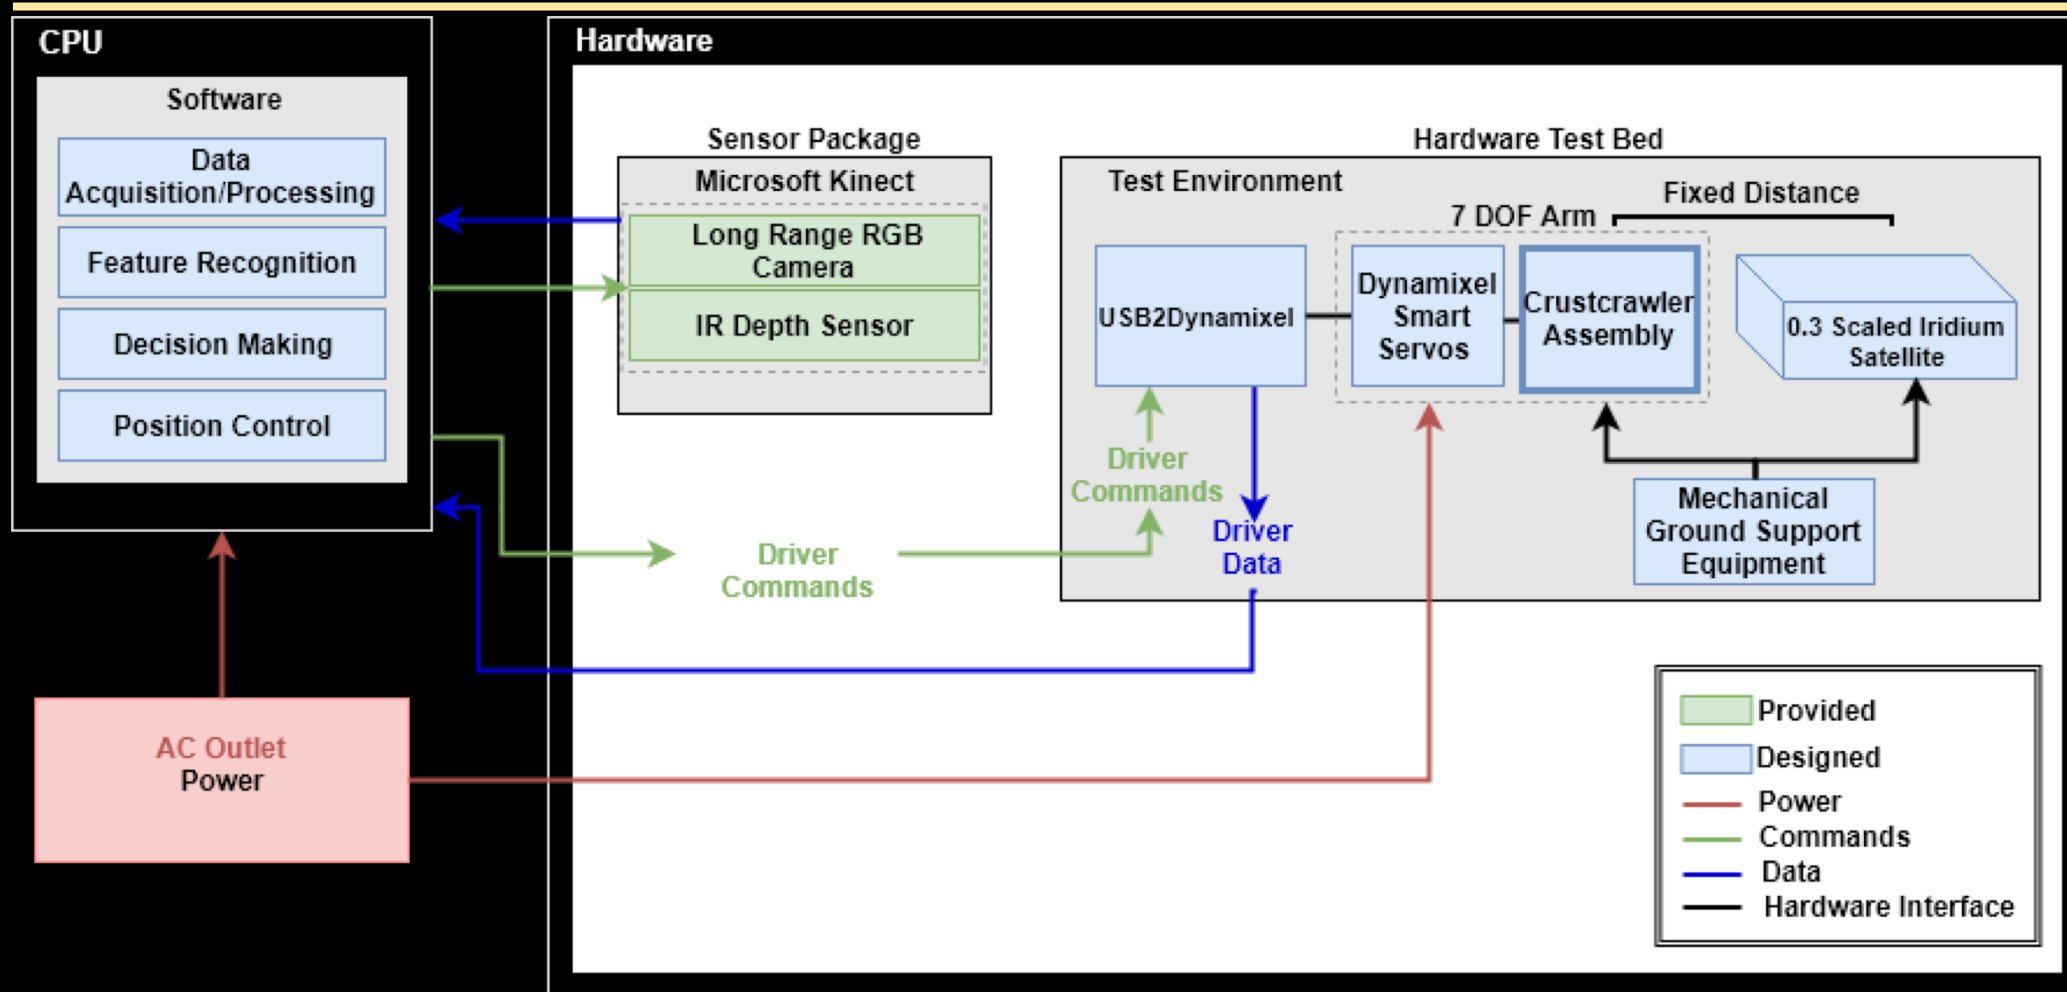 CPU
Software
Data
Acquisition/Processing
Feature Recognition
Decision Making
Position Control
AC Outlet
Power
Hardware
Sensor Package
Microsoft Kinect
Long Range RGB
Camera
IR Depth Sensor
Driver
Commands
Hardware Test Bed
Test Environment
Fixed Distance
7 DOF Arm
USB2Dynamixel
Dynamixel
Smart
Servos
Crustcrawler
Assembly
0.3 Scaled Iridium
Satellite
Driver
Commands
Driver
Data
Mechanical
Ground Support
Equipment
Provided
Designed
Power
Commands
Data
Hardware Interface